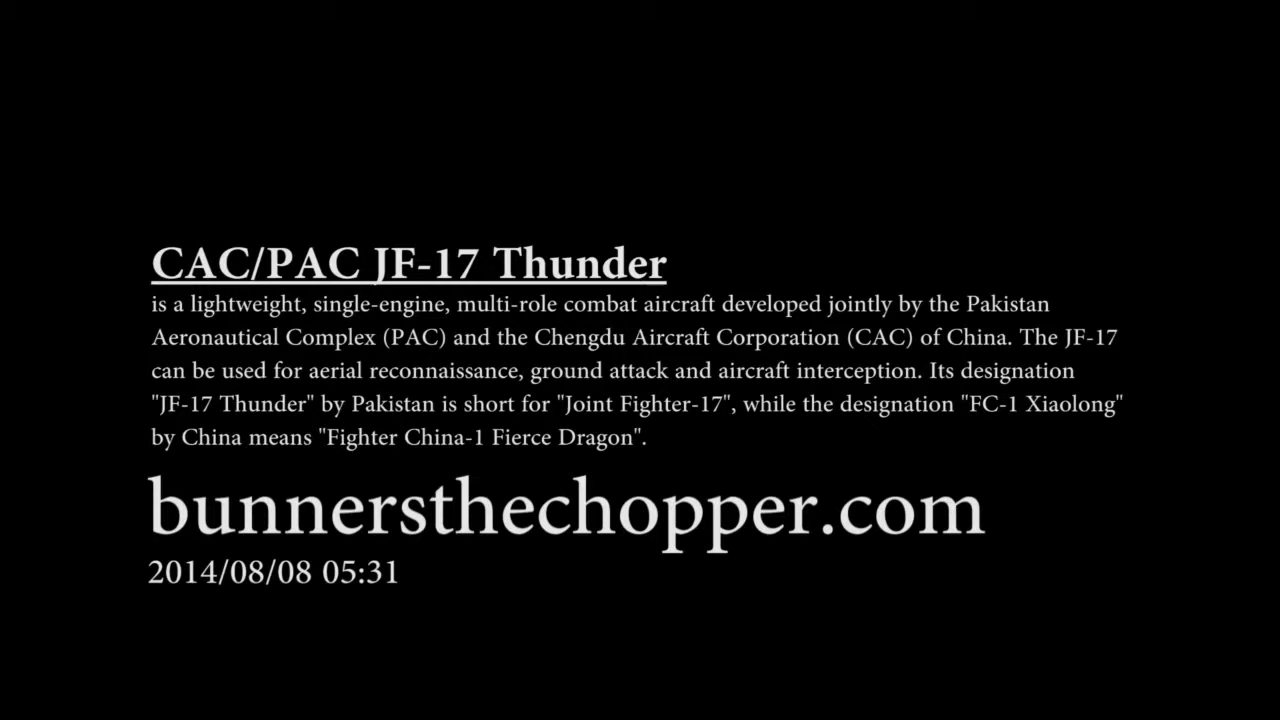 CAC/PAC JF-17 Thunder
is a lightweight, single-engine, multi-role combat aircraft developed jointly by the Pakistan
Aeronautical Complex (PAC) and the Chengdu Aircraft Corporation (CAC) of China. The JF-17
can be used for aerial reconnaissance, ground attack and aircraft interception. Its designation
"JF-17 Thunder" by Pakistan is short for "Joint Fighter-17", while the designation "FC-1 Xiaolong"
by China means "Fighter China-1 Fierce Dragon".
bunnersthechopper.com
2014/08/08 05:31